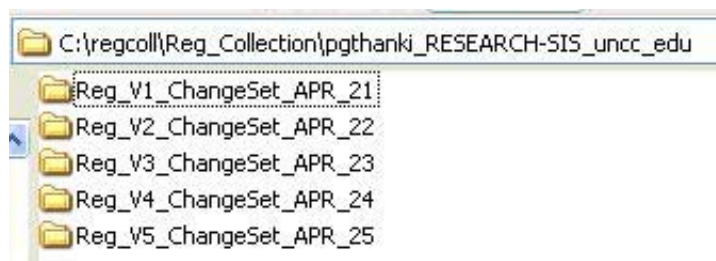 C:\regcoll\Reg_Collection\pgthanki_RESEARCH-SIS_uncc_edu
Reg_V1_ChangeSet_APR_21
Reg_V2_ChangeSet_APR_22
Reg_V3_ChangeSet_APR_23
Reg_V4_ChangeSet_APR_24
Reg_V5_ChangeSet_APR_25